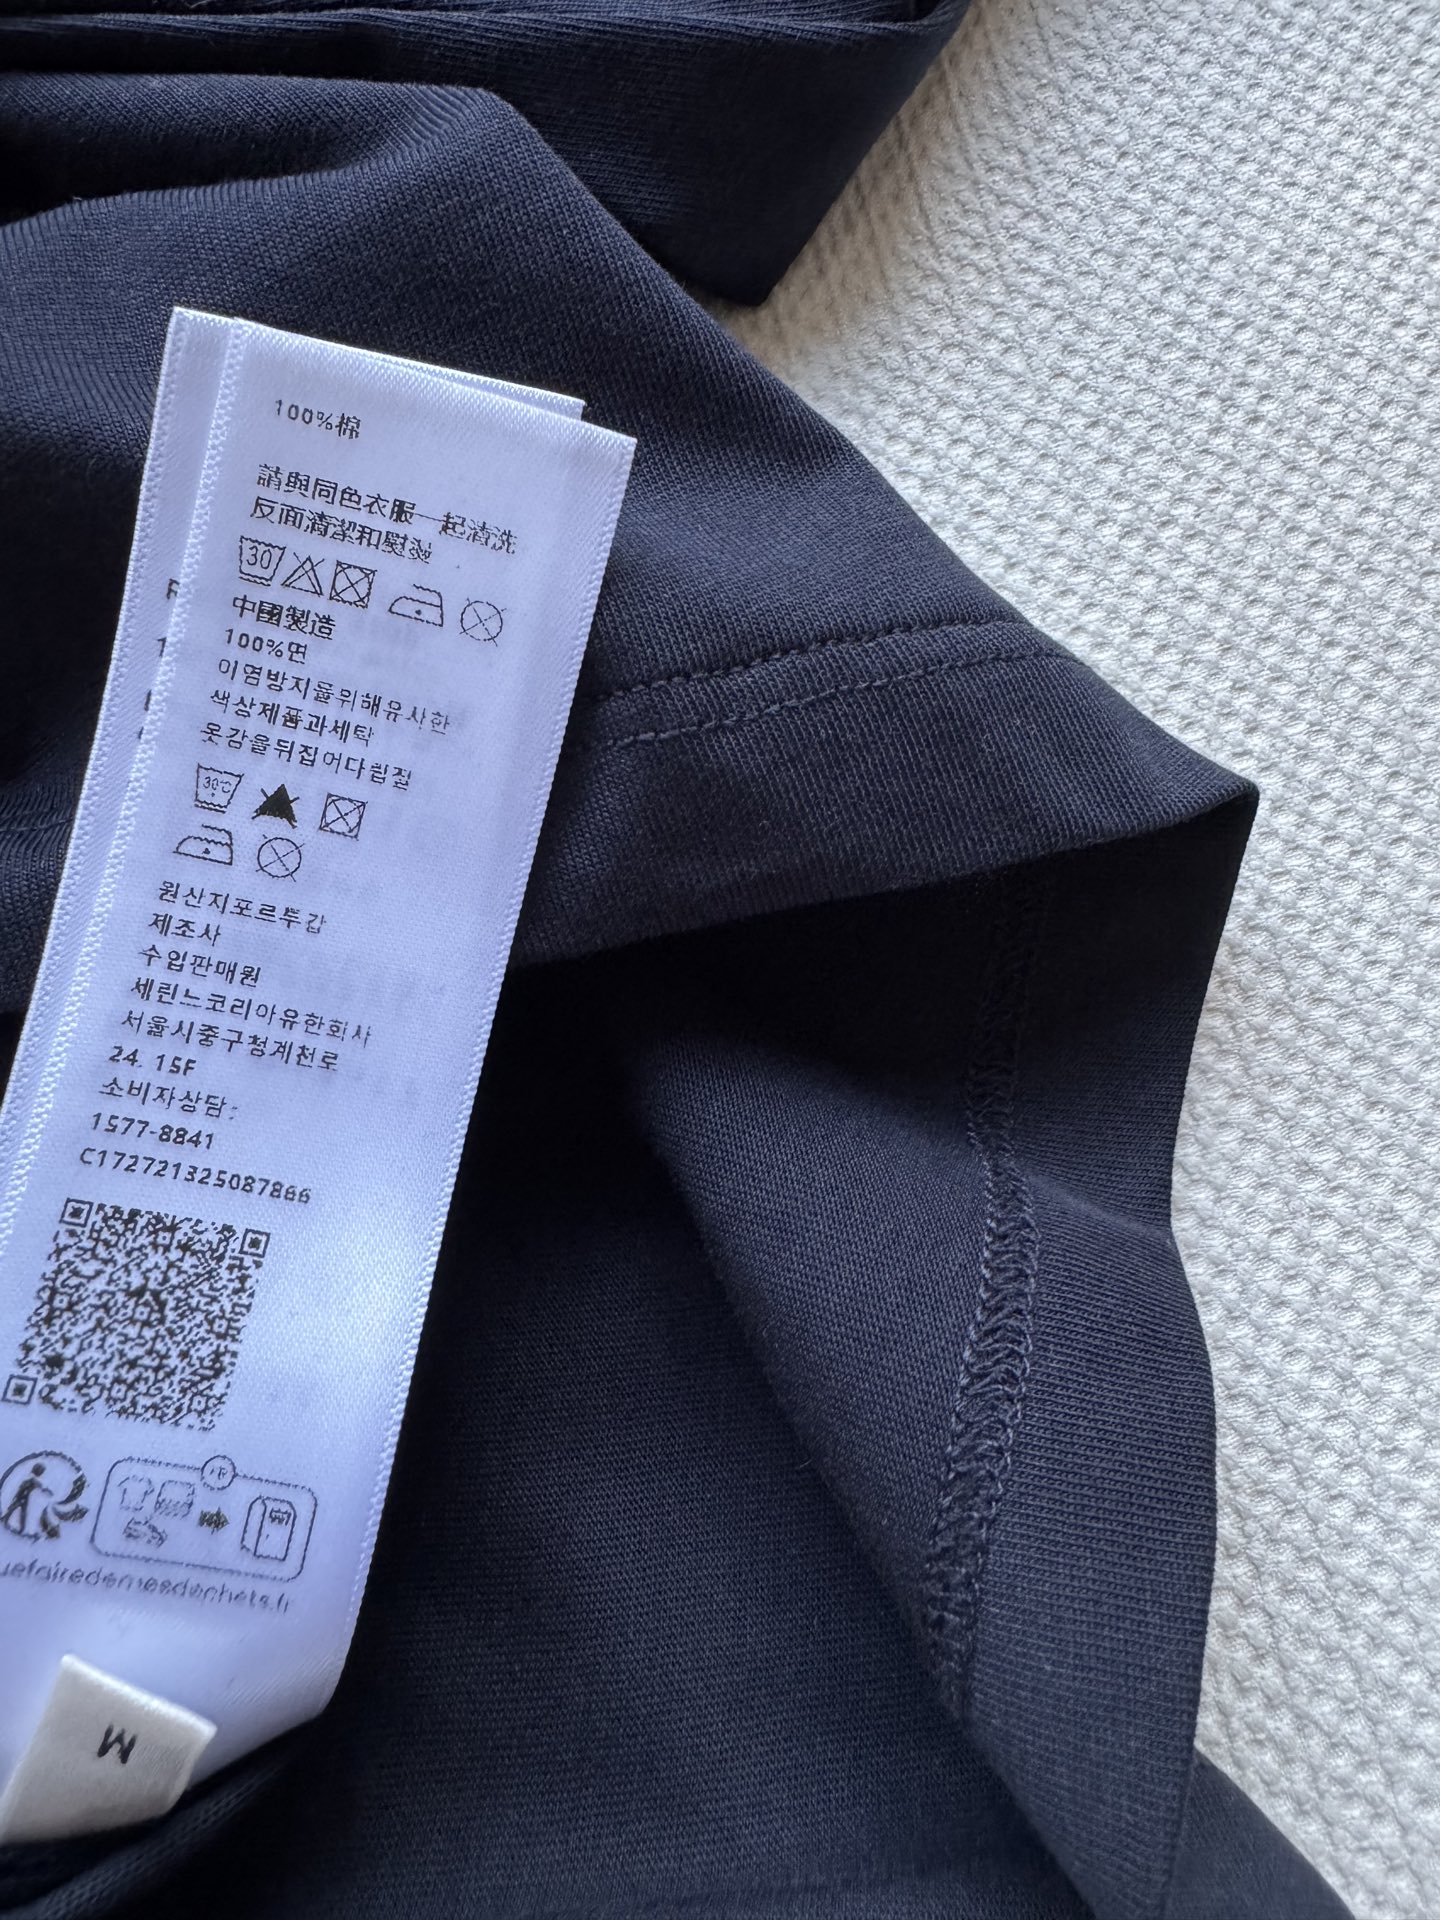 100%棉
請與同色衣服一起清洗
反面清潔和熨燙
30
中國製造
100%면
이염방지를위해유사한
색상제품과세탁
옷감을뒤집어다림질
30℃
원산지포르투갈
제조사
수입판매원
세린느코리아유한회사
서울시중구청계천로
24. 15F
소비자상담:
1577-8841
C172721325087866
FR
uefairedemesdechets.fr
M